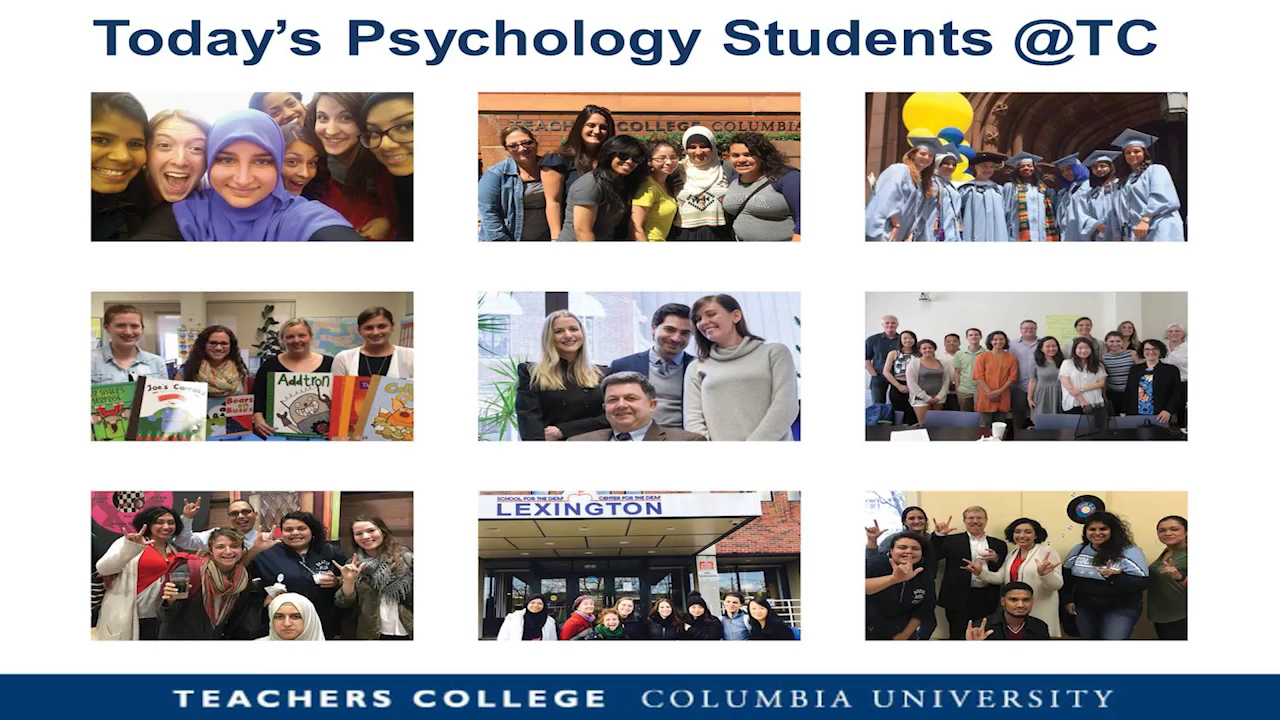 Today's Psychology Students @TC
TEACHERS COLLEGE COLUMBIA
Joe's Carrot
Addtron
Bears
on
Buses
SCHOOL FOR THE DEAF CENTER FOR THE DEAF
LEXINGTON
TEACHERS COLLEGE COLUMBIA UNIVERSITY